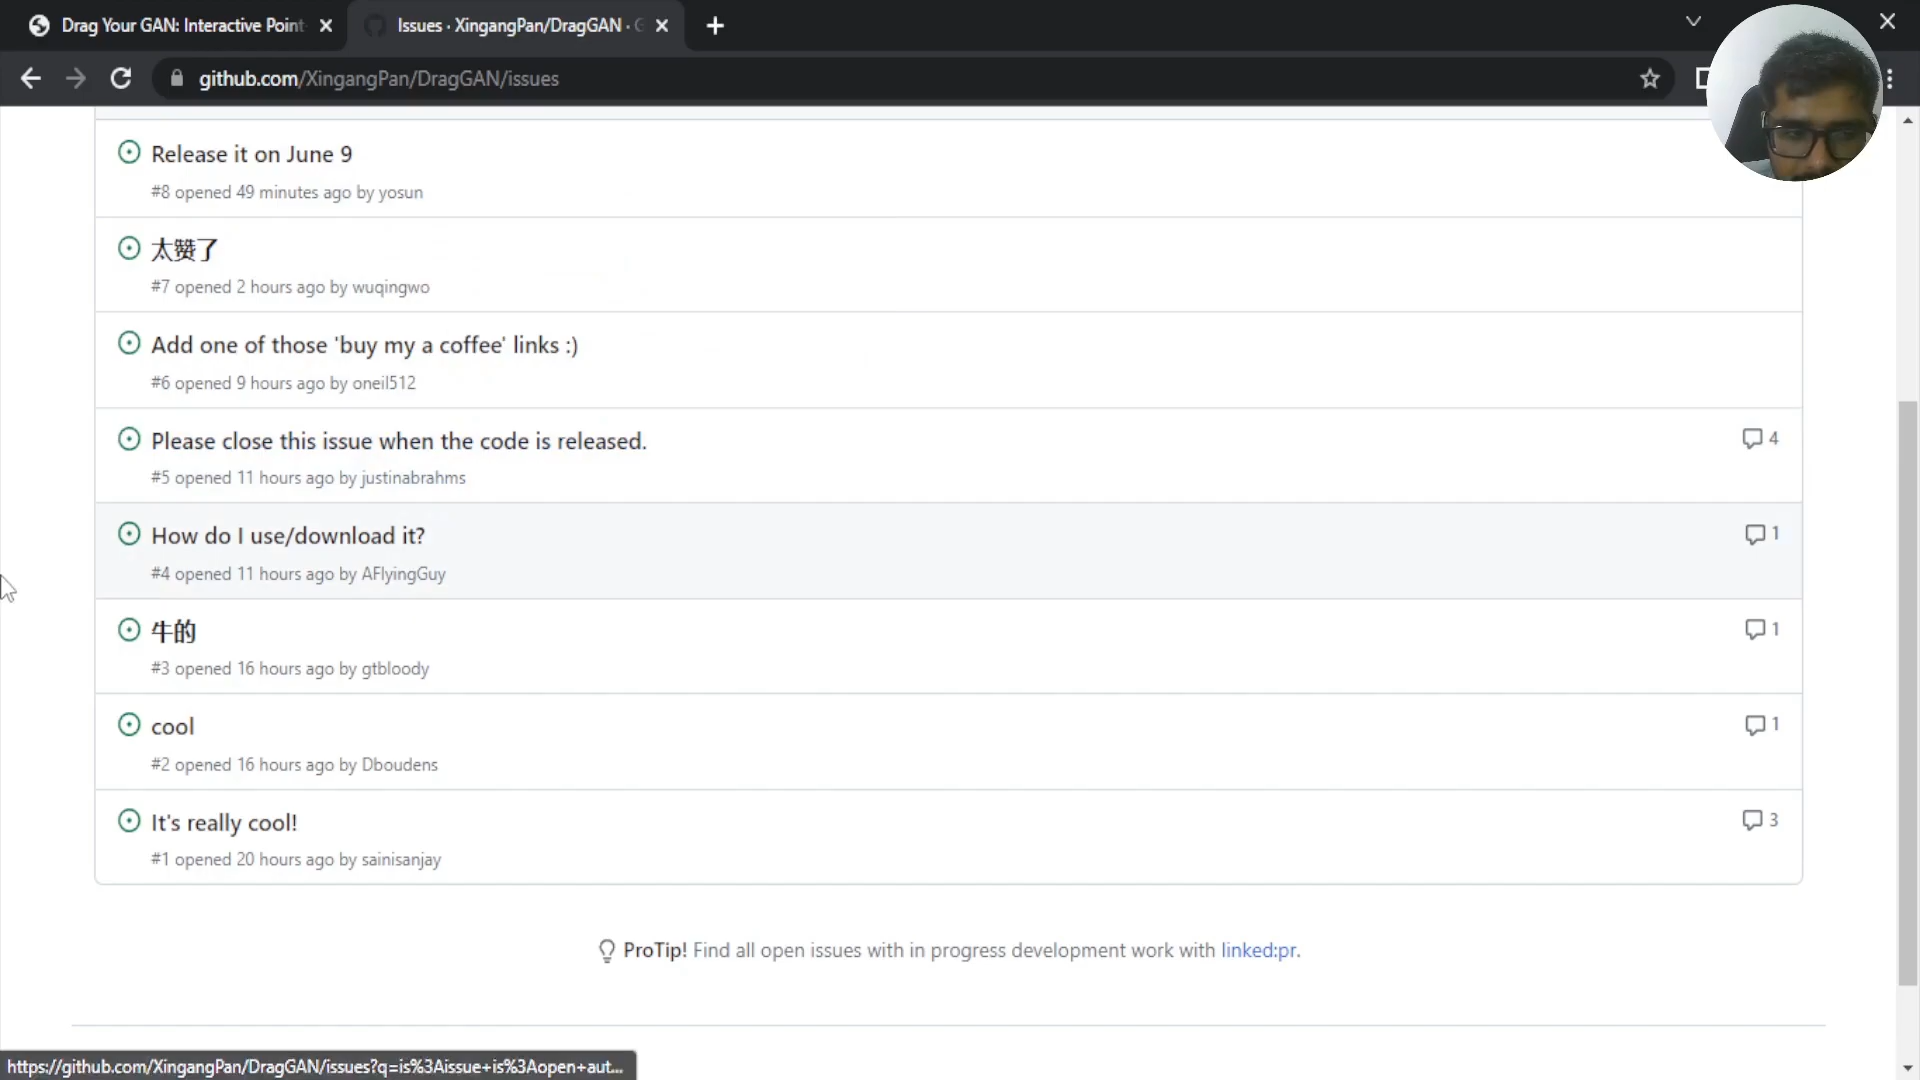 Drag Your GAN: Interactive Point
Issues · XingangPan/DragGAN ·
github.com/XingangPan/DragGAN/issues
Release it on June 9
#8 opened 49 minutes ago by yosun
太赞了
#7 opened 2 hours ago by wuqingwo
Add one of those 'buy my a coffee' links :)
#6 opened 9 hours ago by oneil512
Please close this issue when the code is released.
4
#5 opened 11 hours ago by justinabrahms
How do I use/download it?
1
#4 opened 11 hours ago by AFlyingGuy
牛的
1
#3 opened 16 hours ago by gtbloody
cool
1
#2 opened 16 hours ago by Dboudens
It's really cool!
3
#1 opened 20 hours ago by sainisanjay
ProTip! Find all open issues with in progress development work with linked:pr.
https://github.com/XingangPan/DragGAN/issues?q=is%3Aissue+is%3Aopen+aut...